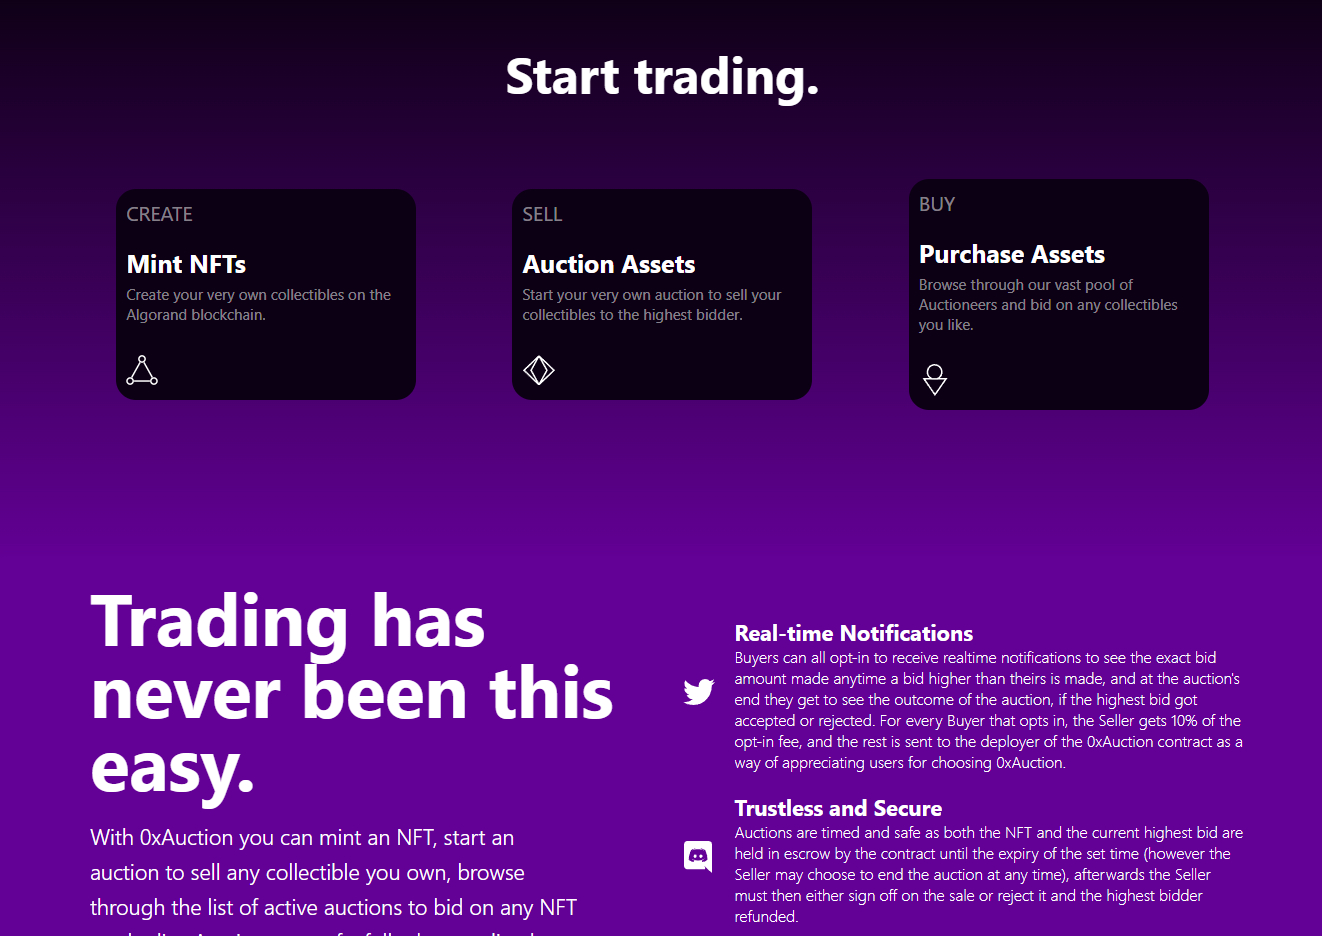 Start trading.
CREATE
Mint NFTs
Create your very own collectibles on the
Algorand blockchain.
SELL
Auction Assets
Start your very own auction to sell your
collectibles to the highest bidder.
BUY
Purchase Assets
Browse through our vast pool of
Auctioneers and bid on any collectibles
you like.
Trading has
never been this
easy.
With 0xAuction you can mint an NFT, start an
auction to sell any collectible you own, browse
through the list of active auctions to bid on any NFT
Real-time Notifications
Buyers can all opt-in to receive realtime notifications to see the exact bid
amount made anytime a bid higher than theirs is made, and at the auction's
end they get to see the outcome of the auction, if the highest bid got
accepted or rejected. For every Buyer that opts in, the Seller gets 10% of the
opt-in fee, and the rest is sent to the deployer of the 0xAuction contract as a
way of appreciating users for choosing 0xAuction.
Trustless and Secure
Auctions are timed and safe as both the NFT and the current highest bid are
held in escrow by the contract until the expiry of the set time (however the
Seller may choose to end the auction at any time), afterwards the Seller
must then either sign off on the sale or reject it and the highest bidder
refunded.